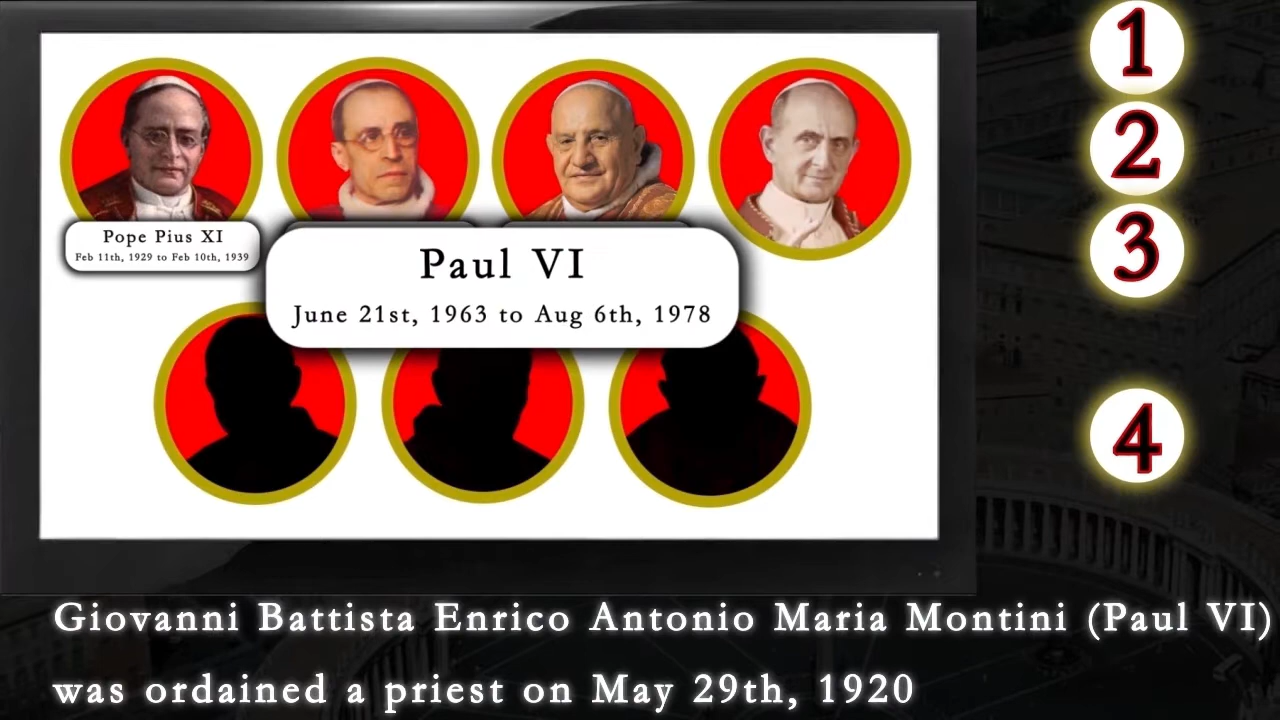 Pope Pius XI
Feb 11th, 1929 to Feb 10th, 1939
Paul VI
June 21st, 1963 to Aug 6th, 1978
1
2
3
4
Giovanni Battista Enrico Antonio Maria Montini (Paul VI)
was ordained a priest on May 29th, 1920